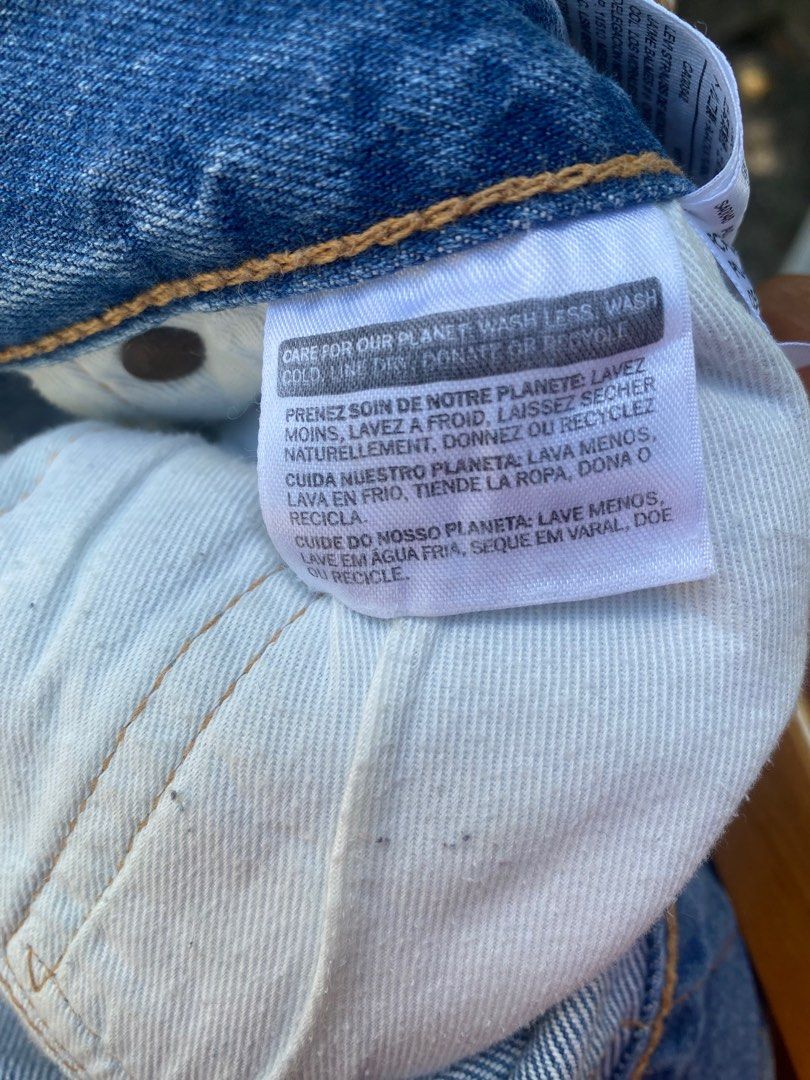 CARE FOR OUR PLANET: WASH LESS, WASH
COLD, LINE DRY, DONATE OR RECYCLE
PRENEZ SOIN DE NOTRE PLANETE: LAVEZ
MOINS, LAVEZ A FROID, LAISSEZ SECHER
NATURELLEMENT, DONNEZ OU RECYCLEZ
CUIDA NUESTRO PLANETA: LAVA MENOS,
LAVA EN FRIO, TIENDE LA ROPA, DONA O
RECICLA.
CUIDE DO NOSSO PLANETA: LAVE MENOS,
LAVE EM ÁGUA FRIA, SEQUE EM VARAL, DOE
OU RECICLE.